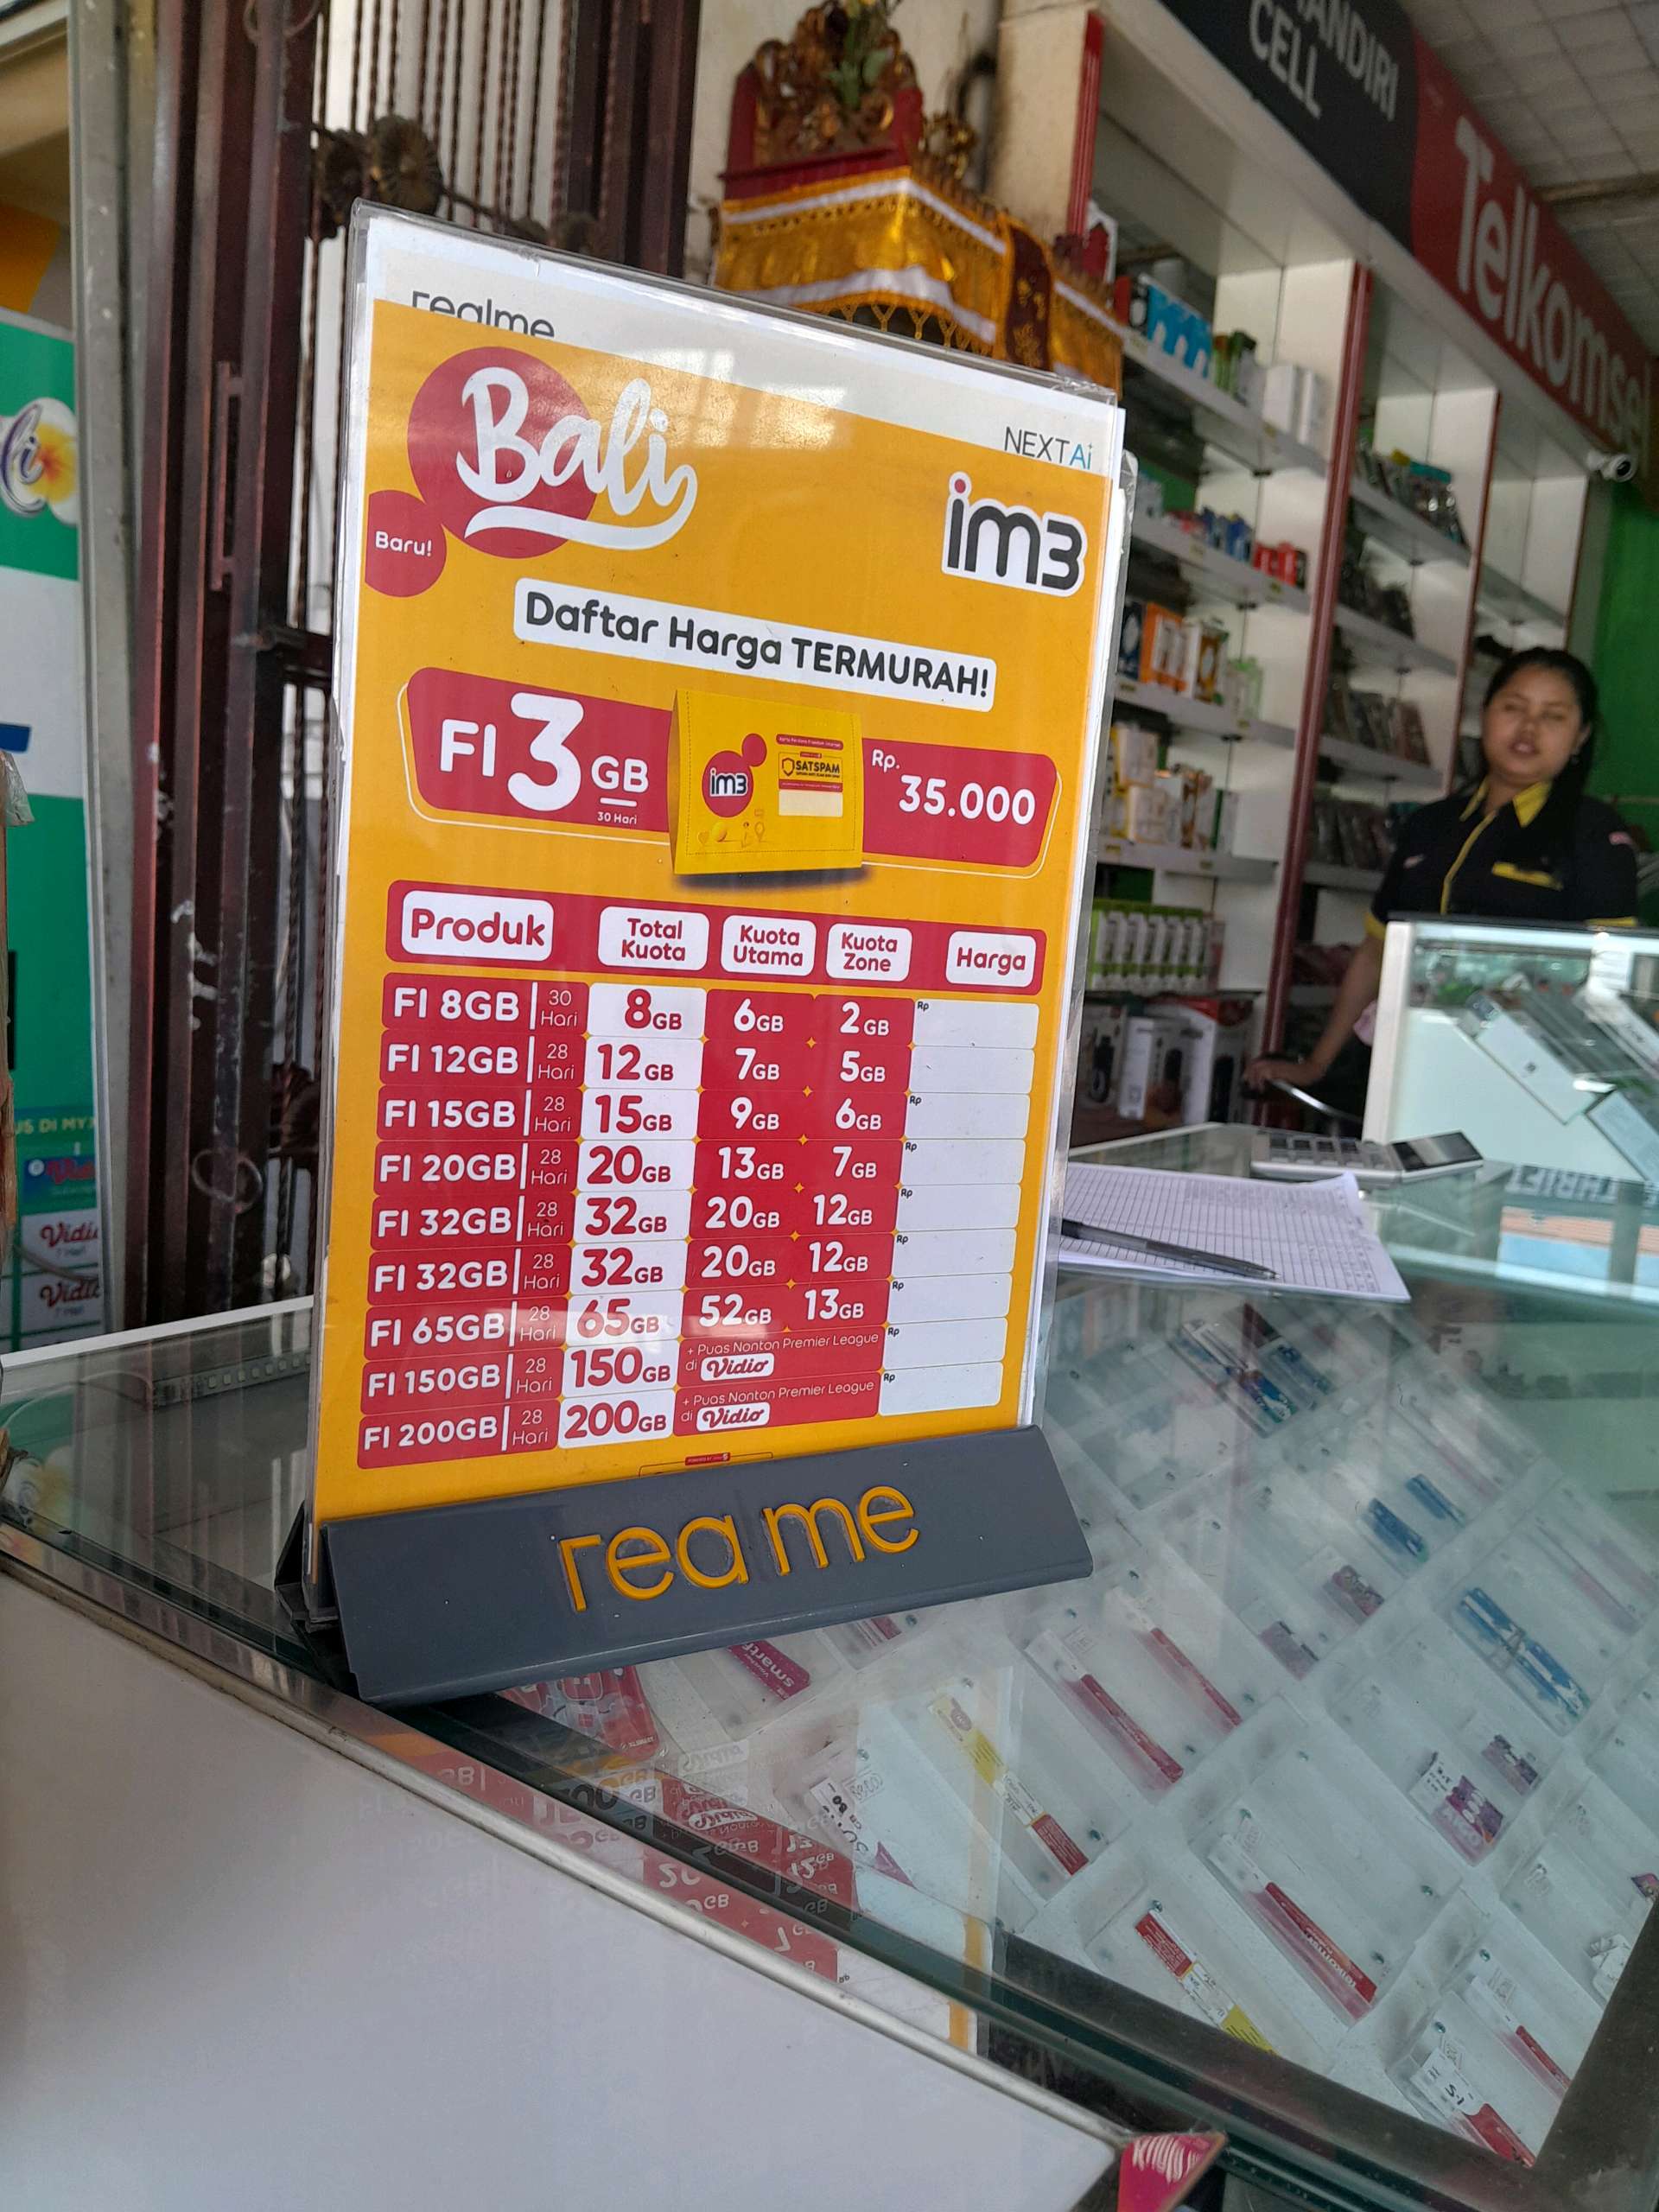 MANDIRI
CELL
Telkomsel
realme
NEXTAi
Bali
Baru!
im3
Daftar Harga TERMURAH!
FI 3 GB
30 Hari
im3
SATSPAM
Rp. 35.000
Produk Total Kuota Kuota Utama Kuota Zone Harga
FI 8GB 30 Hari 8GB 6GB 2GB Rp
FI 12GB 28 Hari 12GB 7GB 5GB
FI 15GB 28 Hari 15GB 9GB 6GB Rp
FI 20GB 28 Hari 20GB 13GB 7GB Rp
FI 32GB 28 Hari 32GB 20GB 12GB Rp
FI 32GB 28 Hari 32GB 20GB 12GB Rp
FI 65GB 28 Hari 65GB 52GB 13GB Rp
FI 150GB 28 Hari 150GB + Puas Nonton Premier League di Vidio Rp
FI 200GB 28 Hari 200GB + Puas Nonton Premier League di Vidio Rp
realme